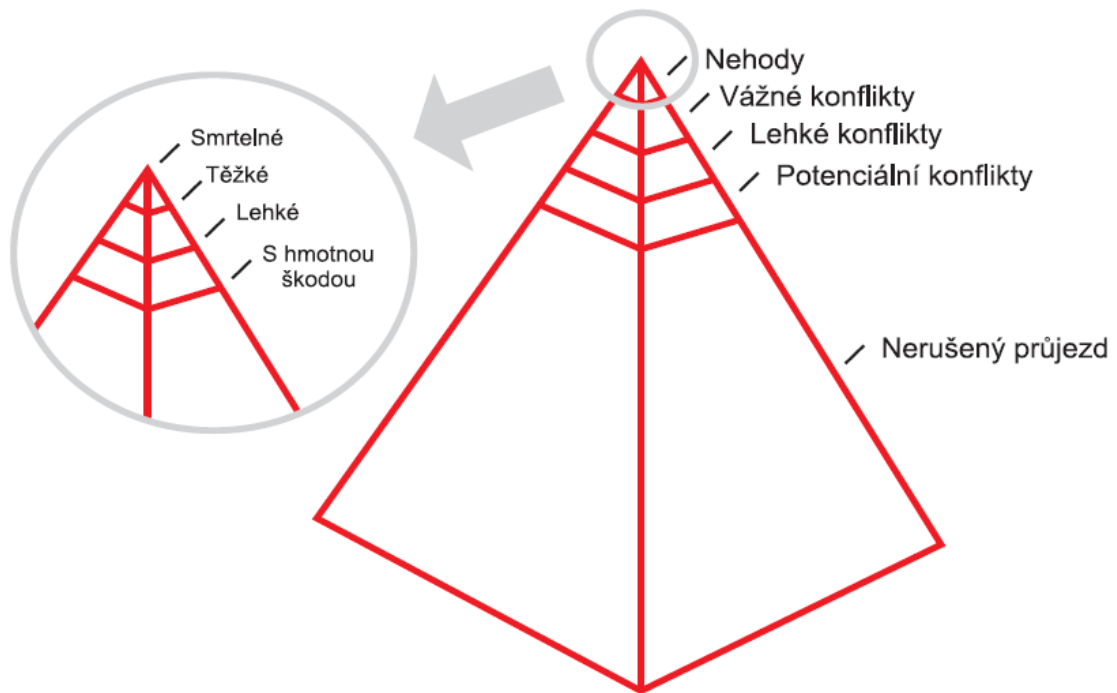 Smrtelné
Těžké
Lehké
S hmotnou
škodou
Nehody
Vážné konflikty
Lehké konflikty
Potenciální konflikty
Nerušený průjezd